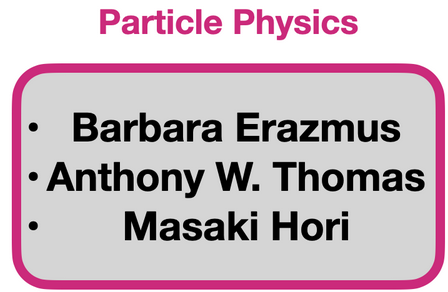 Particle Physics
• Barbara Erazmus
• Anthony W. Thomas
• Masaki Hori